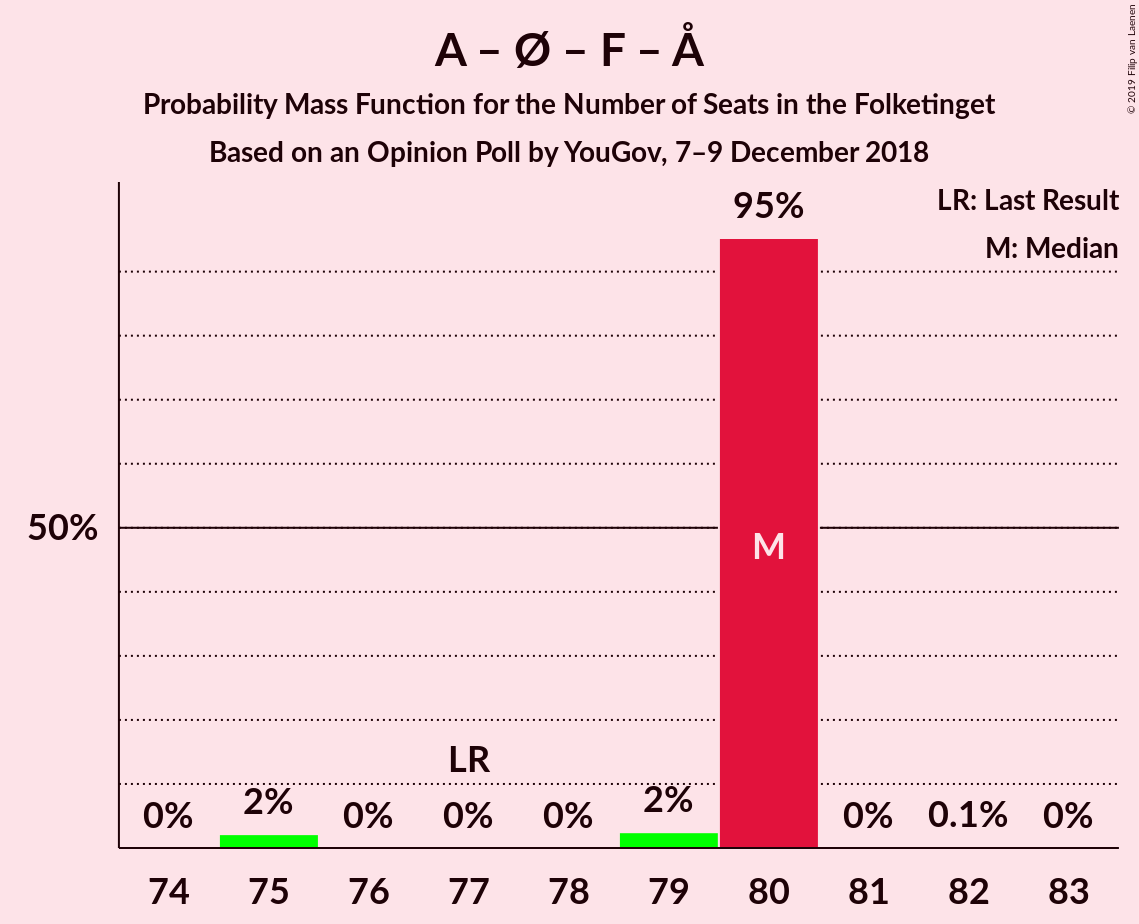 A – Ø – F – Å
Probability Mass Function for the Number of Seats in the Folketinget
Based on an Opinion Poll by YouGov, 7–9 December 2018
© 2019 Filip van Laenen
LR: Last Result
M: Median
95%
50%
M
LR
0% 2% 0% 0% 0% 2% 0% 0.1% 0%
74 75 76 77 78 79 80 81 82 83